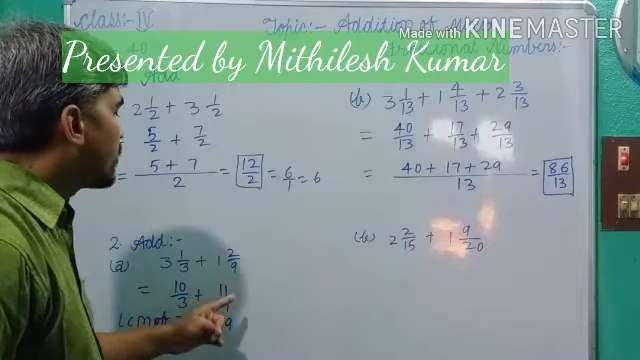 Class:- IV Topic:- Addition of
Made with KINEMASTER
Numbers:-
Presented by Mithilesh Kumar
Add
2 1/2 + 3 1/2
5/2 + 7/2
= 5 + 7 / 2 = 12/2 = 6/1 = 6
(b) 3 1/13 + 1 4/13 + 2 3/13
= 40/13 + 17/13 + 29/13
= 40 + 17 + 29 / 13 = 86/13
2. Add:-
(a) 3 1/3 + 1 2/9
= 10/3 + 11
LCM of 9
(b) 2 2/15 + 1 9/20